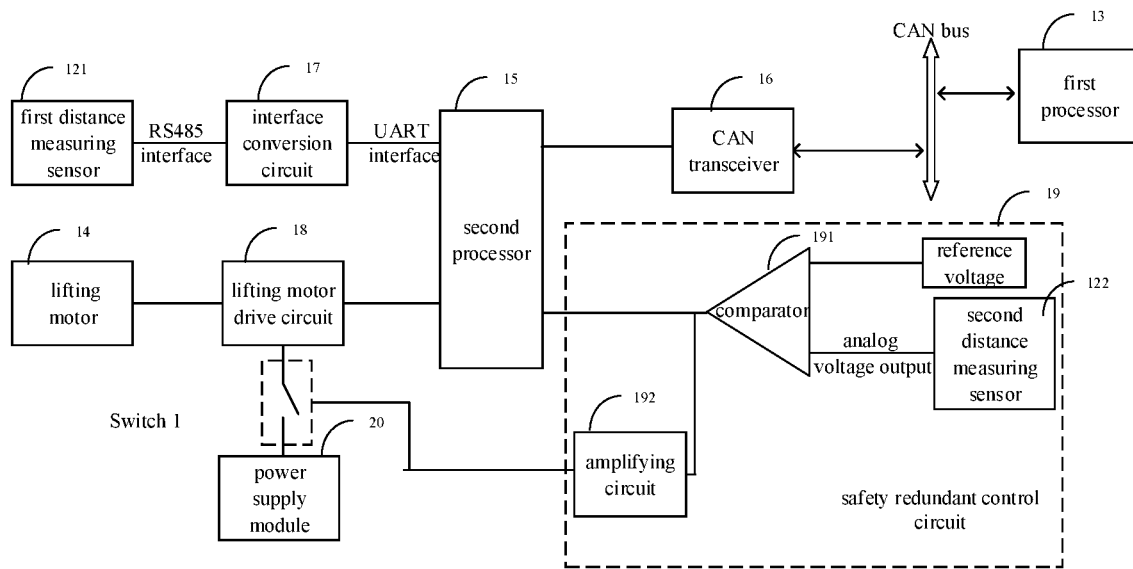 CAN bus
13
121
17
15
16
first distance
measuring
sensor
RS485
interface
interface
conversion
circuit
UART
interface
CAN
transceiver
first
processor
19
14
18
second
processor
191
reference
voltage
122
lifting
motor
lifting motor
drive circuit
comparator
analog
voltage output
second
distance
measuring
sensor
Switch 1
20
192
power
supply
module
amplifying
circuit
safety redundant control
circuit